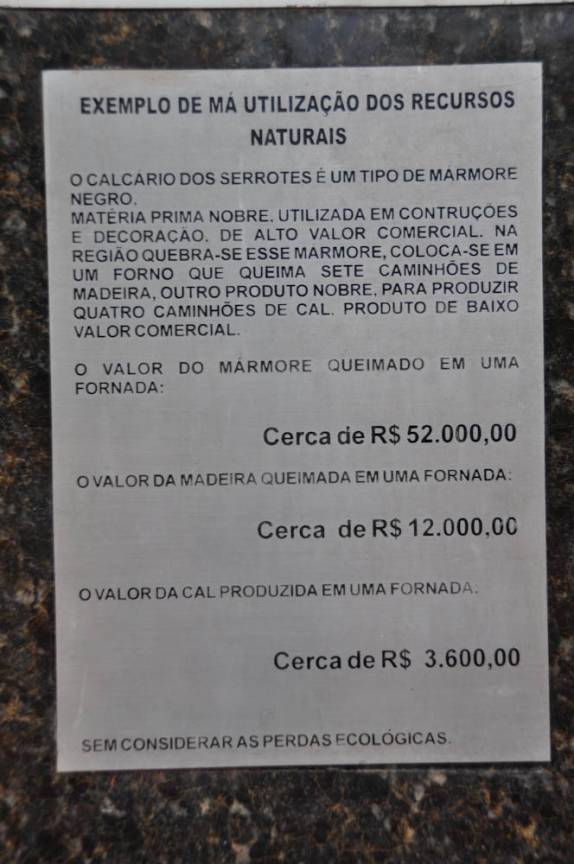 EXEMPLO DE MÁ UTILIZAÇÃO DOS RECURSOS
NATURAIS
O CALCARIO DOS SERROTES É UM TIPO DE MÁRMORE
NEGRO.
MATÉRIA PRIMA NOBRE. UTILIZADA EM CONTRUÇÕES
E DECORAÇÃO. DE ALTO VALOR COMERCIAL. NA
REGIÃO QUEBRA-SE ESSE MARMORE, COLOCA-SE EM
UM FORNO QUE QUEIMA SETE CAMINHÕES DE
MADEIRA, OUTRO PRODUTO NOBRE, PARA PRODUZIR
QUATRO CAMINHÕES DE CAL. PRODUTO DE BAIXO
VALOR COMERCIAL.
O VALOR DO MÁRMORE QUEIMADO EM UMA
FORNADA:
Cerca de R$ 52.000,00
O VALOR DA MADEIRA QUEIMADA EM UMA FORNADA:
Cerca de R$ 12.000,00
O VALOR DA CAL PRODUZIDA EM UMA FORNADA:
Cerca de R$ 3.600,00
SEM CONSIDERAR AS PERDAS ECOLÓGICAS.